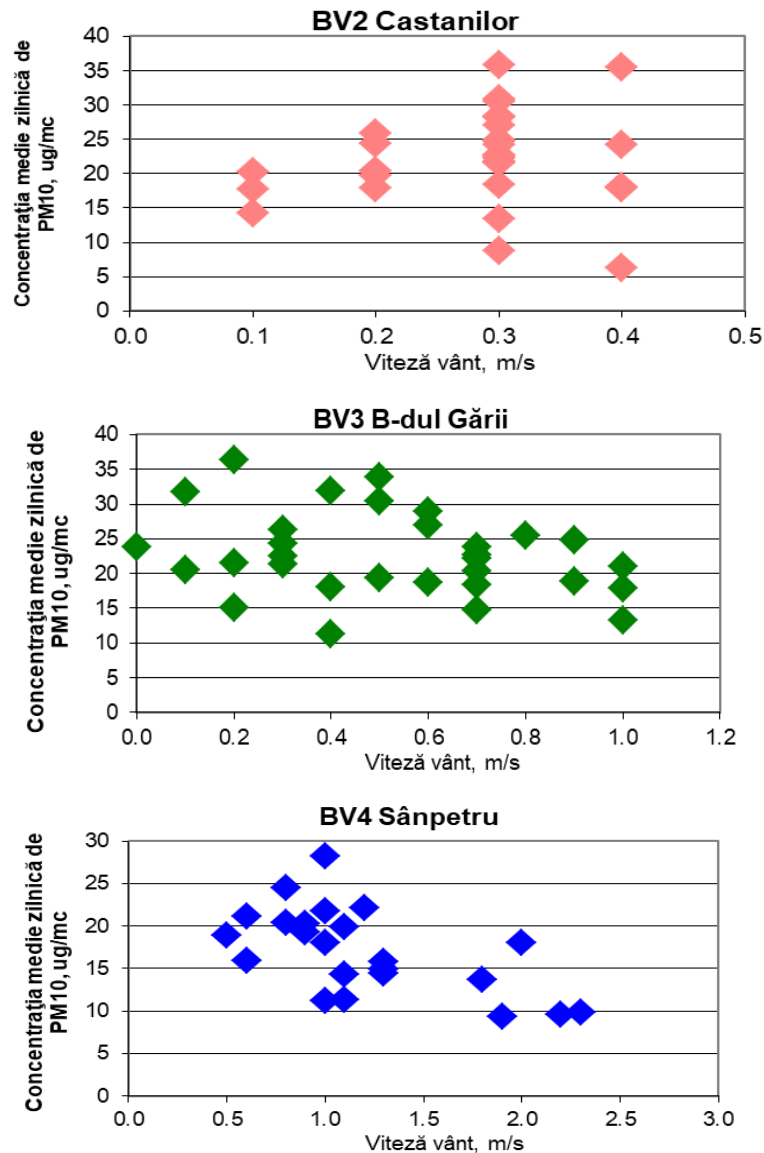 BV2 Castanilor
Concentraţia medie zilnică de
PM10, ug/mc
40
35
30
25
20
15
10
5
0
0.0 0.1 0.2 0.3 0.4 0.5
Viteză vânt, m/s
BV3 B-dul Gării
Concentraţia medie zilnică de
PM10, ug/mc
40
35
30
25
20
15
10
5
0
0.0 0.2 0.4 0.6 0.8 1.0 1.2
Viteză vânt, m/s
BV4 Sânpetru
Concentraţia medie zilnică de
PM10, ug/mc
30
25
20
15
10
5
0
0.0 0.5 1.0 1.5 2.0 2.5 3.0
Viteză vânt, m/s